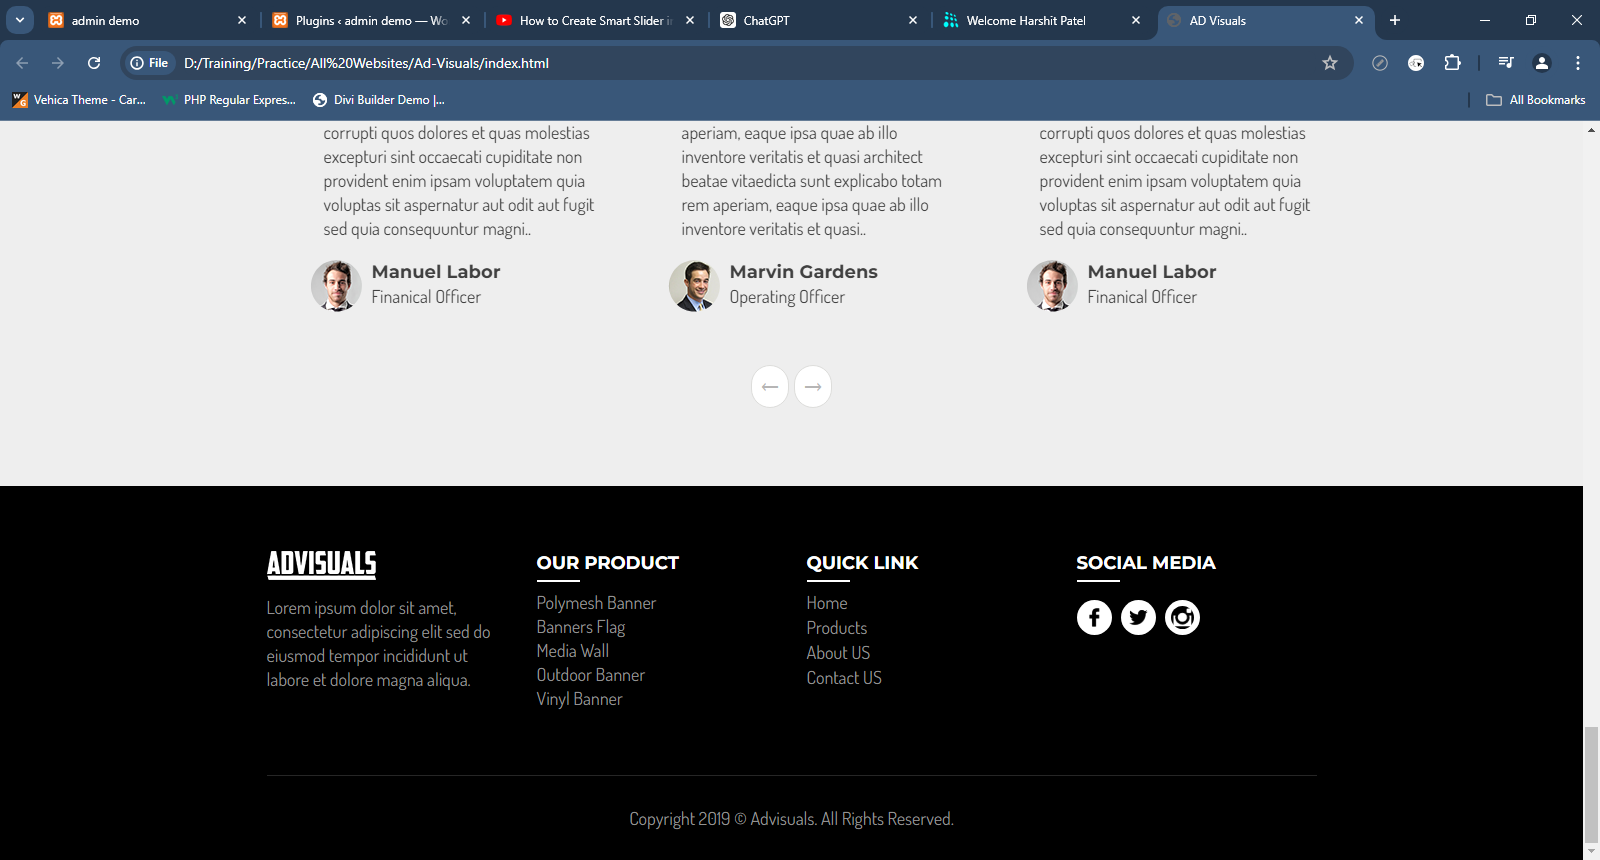 admin demo
Plugins ‹ admin demo — Wo
How to Create Smart Slider in
ChatGPT
Welcome Harshit Patel
AD Visuals
File
D:/Training/Practice/All%20Websites/Ad-Visuals/index.html
Vehica Theme - Car...
PHP Regular Expres...
Divi Builder Demo |...
All Bookmarks
corrupti quos dolores et quas molestias
excepturi sint occaecati cupiditate non
provident enim ipsam voluptatem quia
voluptas sit aspernatur aut odit aut fugit
sed quia consequuntur magni..
Manuel Labor
Finanical Officer
aperiam, eaque ipsa quae ab illo
inventore veritatis et quasi architect
beatae vitaedicta sunt explicabo totam
rem aperiam, eaque ipsa quae ab illo
inventore veritatis et quasi..
Marvin Gardens
Operating Officer
corrupti quos dolores et quas molestias
excepturi sint occaecati cupiditate non
provident enim ipsam voluptatem quia
voluptas sit aspernatur aut odit aut fugit
sed quia consequuntur magni..
Manuel Labor
Finanical Officer
ADVISUALS
Lorem ipsum dolor sit amet,
consectetur adipiscing elit sed do
eiusmod tempor incididunt ut
labore et dolore magna aliqua.
OUR PRODUCT
Polymesh Banner
Banners Flag
Media Wall
Outdoor Banner
Vinyl Banner
QUICK LINK
Home
Products
About US
Contact US
SOCIAL MEDIA
Copyright 2019 © Advisuals. All Rights Reserved.